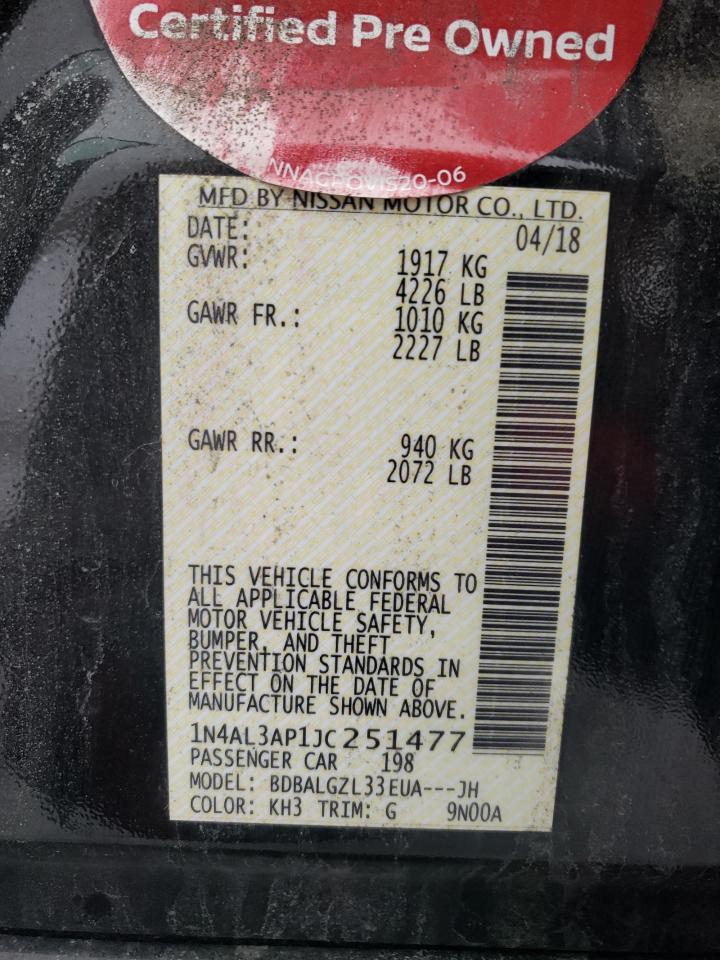 Certified Pre Owned
20-06
MFD BY NISSAN MOTOR CO., LTD.
DATE: 04/18
GVWR: 1917 KG
4226 LB
GAWR FR.: 1010 KG
2227 LB
GAWR RR.: 940 KG
2072 LB
THIS VEHICLE CONFORMS TO
ALL APPLICABLE FEDERAL
MOTOR VEHICLE SAFETY,
BUMPER, AND THEFT
PREVENTION STANDARDS IN
EFFECT ON THE DATE OF
MANUFACTURE SHOWN ABOVE.
1N4AL3AP1JC251477
PASSENGER CAR 198
MODEL: BDBALGZL33EUA---JH
COLOR: KH3 TRIM: G 9N00A